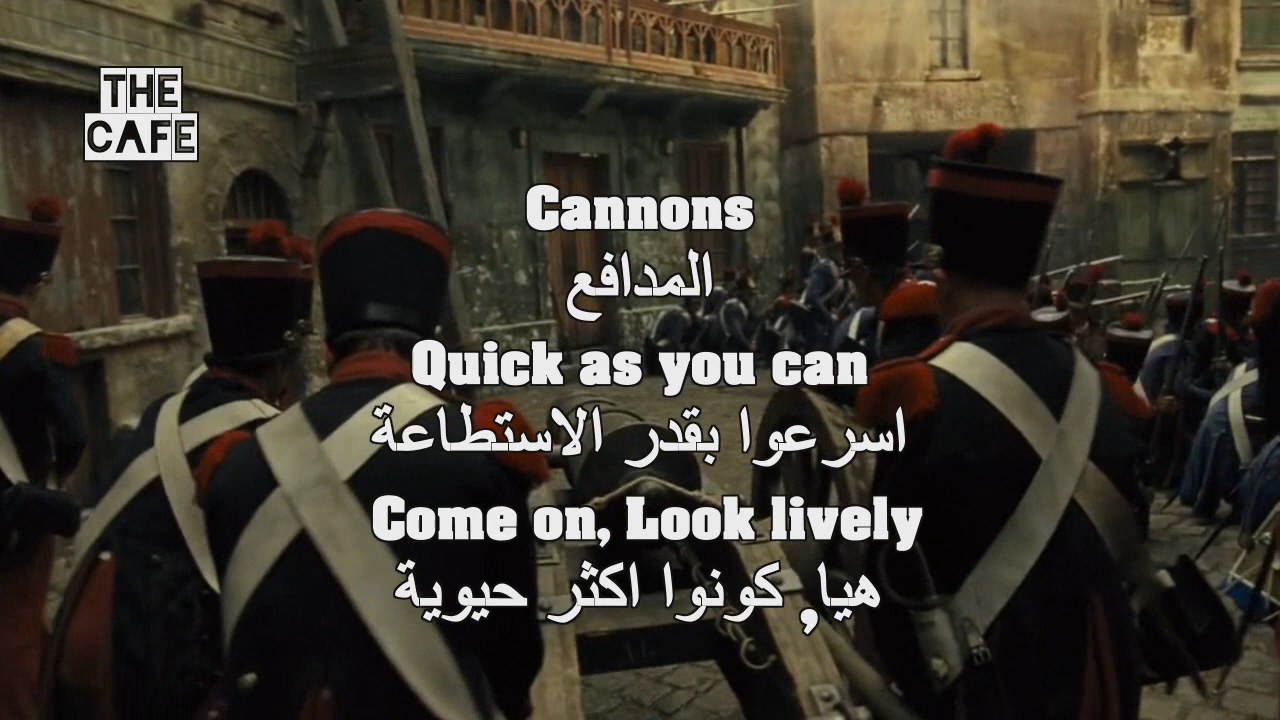 THE
CAFE
Cannons
المدافع
Quick as you can
اسرعوا بقدر الاستطاعة
Come on, Look lively
هيا, كونوا اكثر حيوية